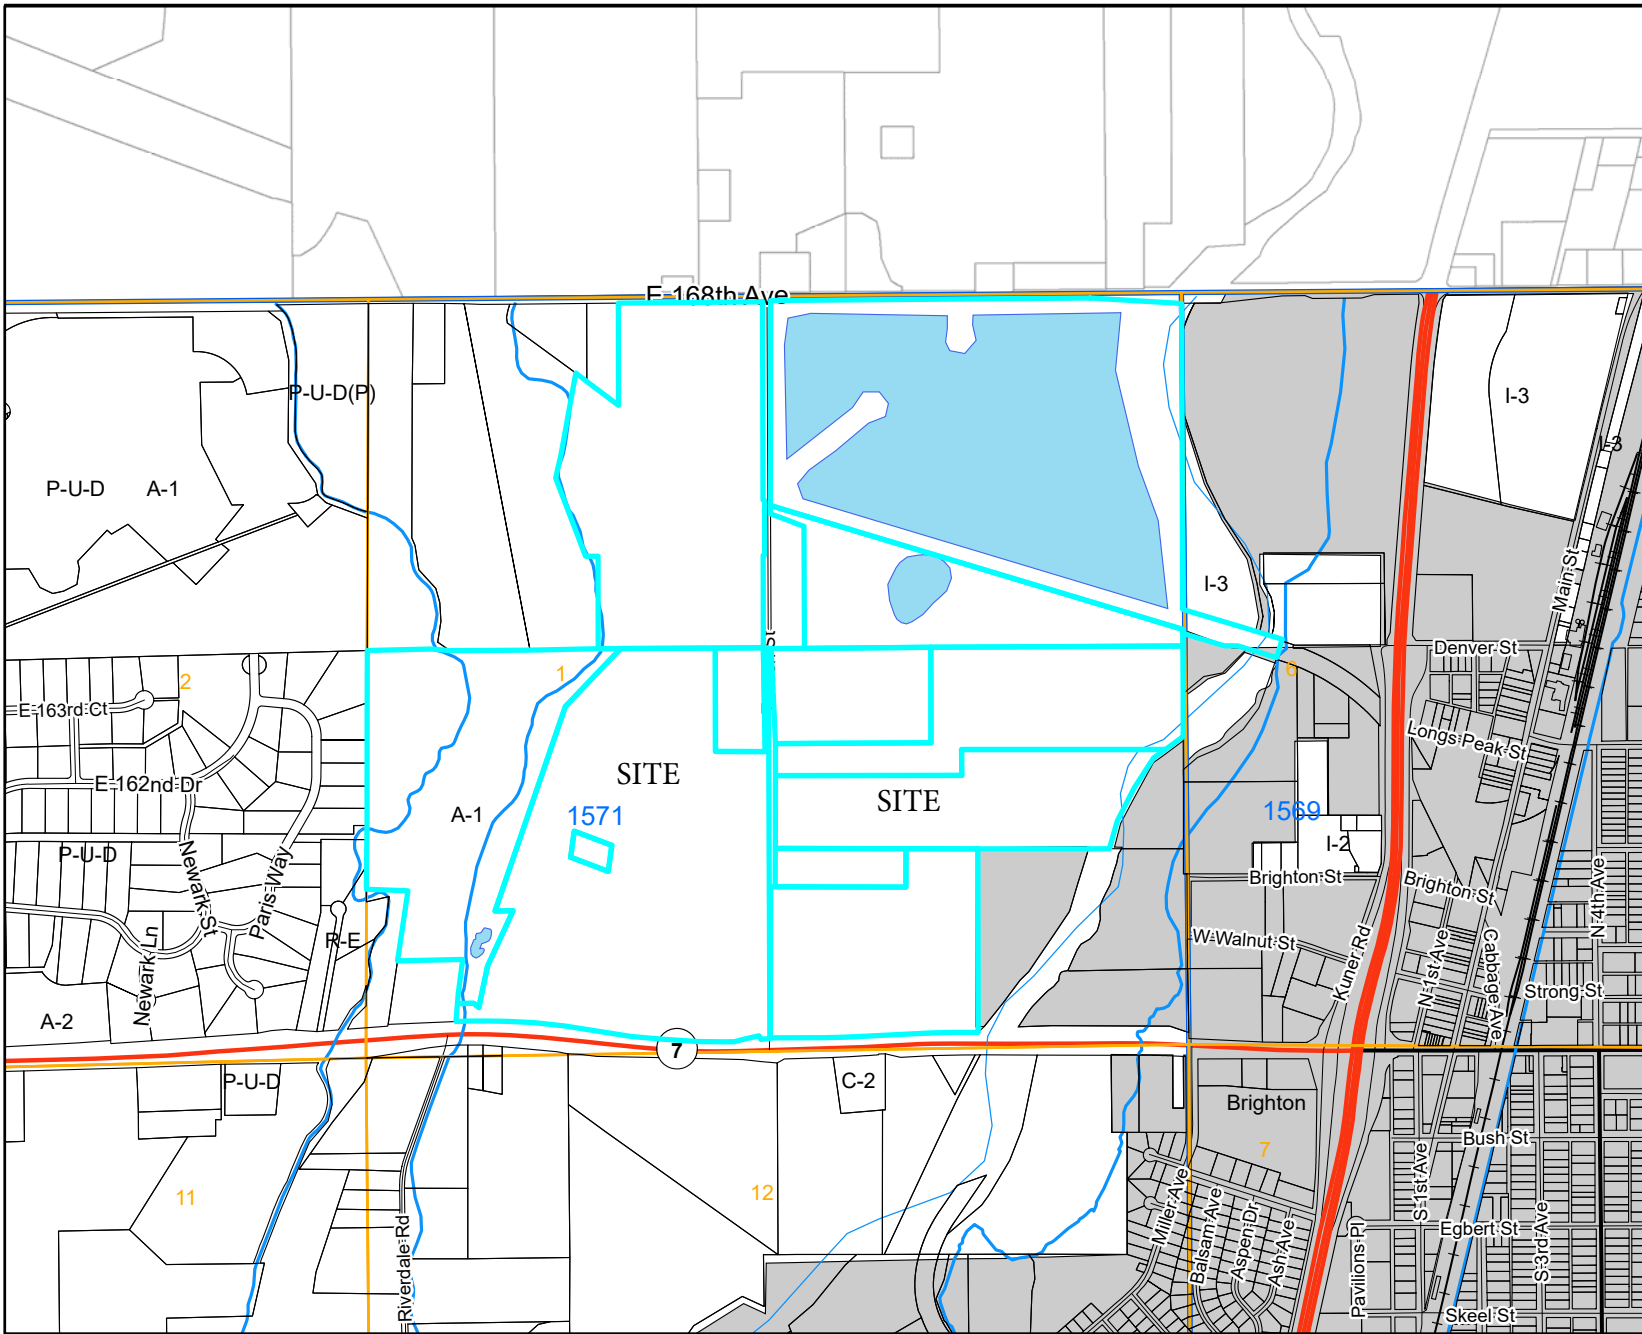 E 168th Ave
P-U-D(P)
I-3
I-3
P-U-D
A-1
I-3
Main St
St
Denver St
2
1
6
E 163rd Ct
Longs Peak St
E 162nd Dr
SITE
SITE
1571
1569
A-1
I-2
P-U-D
Newark St
Paris Way
Brighton St
Brighton St
N 4th Ave
R-E
W Walnut St
Kuner Rd
N 1st Ave
Cabbage Ave
Newark Ln
Strong St
A-2
7
P-U-D
C-2
Brighton
Bush St
7
11
12
Miller Ave
Balsam Ave
Aspen Dr
Ash Ave
S 1st Ave
Egbert St
S 3rd Ave
Riverdale Rd
Pavilions Pl
Skeel St